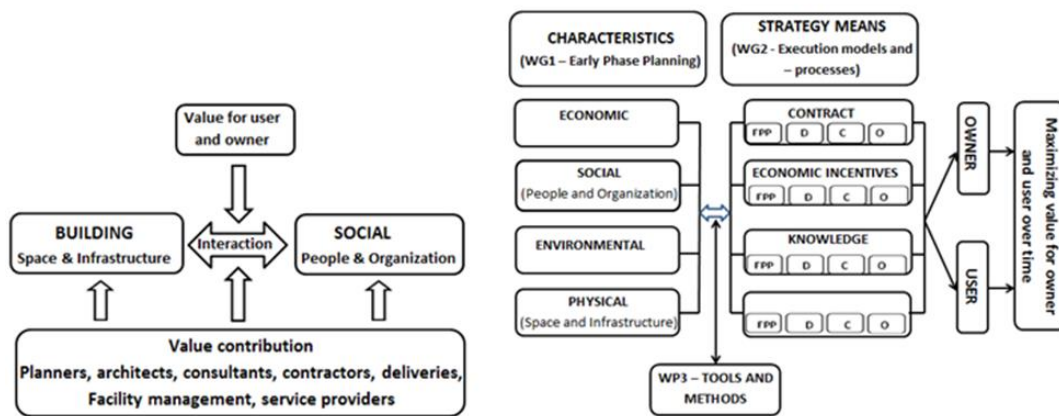 Value for user
and owner
BUILDING
Space & Infrastructure
Interaction
SOCIAL
People & Organization
Value contribution
Planners, architects, consultants, contractors, deliveries,
Facility management, service providers
CHARACTERISTICS
(WG1 – Early Phase Planning)
STRATEGY MEANS
(WG2 - Execution models and
– processes)
ECONOMIC
SOCIAL
(People and Organization)
ENVIRONMENTAL
PHYSICAL
(Space and Infrastructure)
CONTRACT
FPP D C O
ECONOMIC INCENTIVES
FPP D C O
KNOWLEDGE
FPP D C O
FPP D C O
WP3 – TOOLS AND
METHODS
OWNER
USER
Maximizing value for owner
and user over time